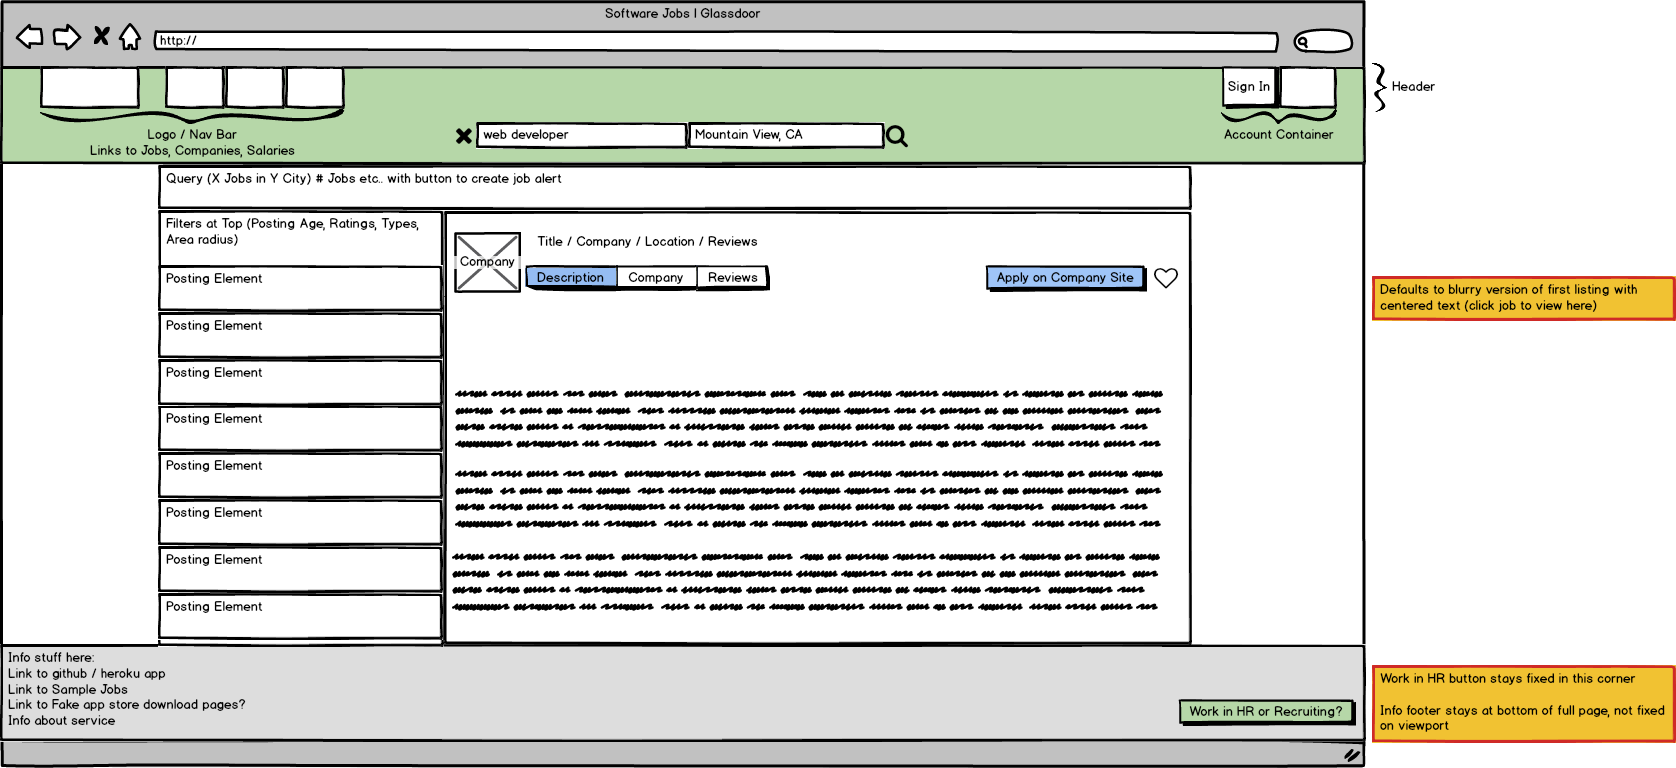 Software Jobs | Glassdoor
http://
Sign In
Header
Logo / Nav Bar
Links to Jobs, Companies, Salaries
web developer
Mountain View, CA
Account Container
Query (X Jobs in Y City) # Jobs etc.. with button to create job alert
Filters at Top (Posting Age, Ratings, Types,
Area radius)
Posting Element
Posting Element
Posting Element
Posting Element
Posting Element
Posting Element
Posting Element
Posting Element
Company
Title / Company / Location / Reviews
Description
Company
Reviews
Apply on Company Site
Defaults to blurry version of first listing with
centered text (click job to view here)
Info stuff here:
Link to github / heroku app
Link to Sample Jobs
Link to Fake app store download pages?
Info about service
Work in HR or Recruiting?
Work in HR button stays fixed in this corner
Info footer stays at bottom of full page, not fixed
on viewport